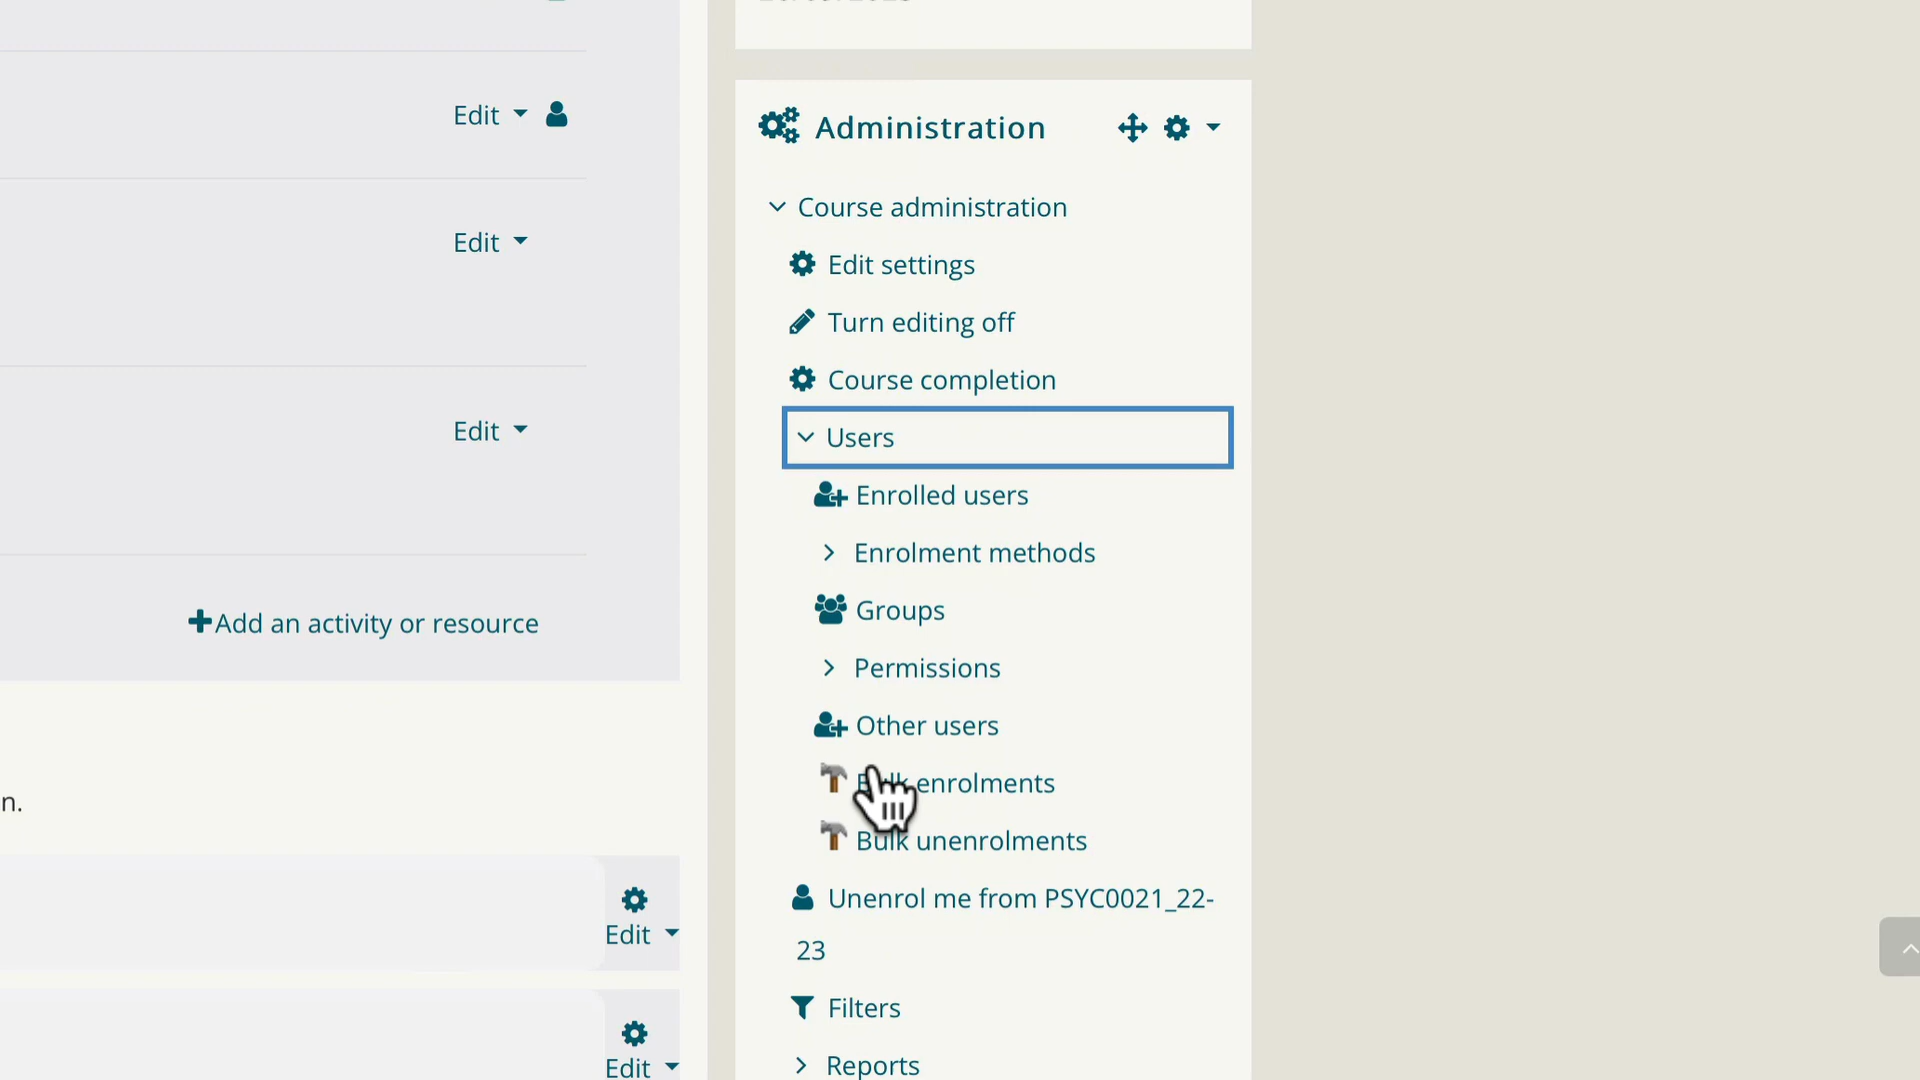 Edit
Edit
Edit
Add an activity or resource
n.
Edit
Edit
Administration
Course administration
Edit settings
Turn editing off
Course completion
Users
Enrolled users
Enrolment methods
Groups
Permissions
Other users
enrolments
Bulk unenrolments
Unenrol me from PSYC0021_22-
23
Filters
Reports